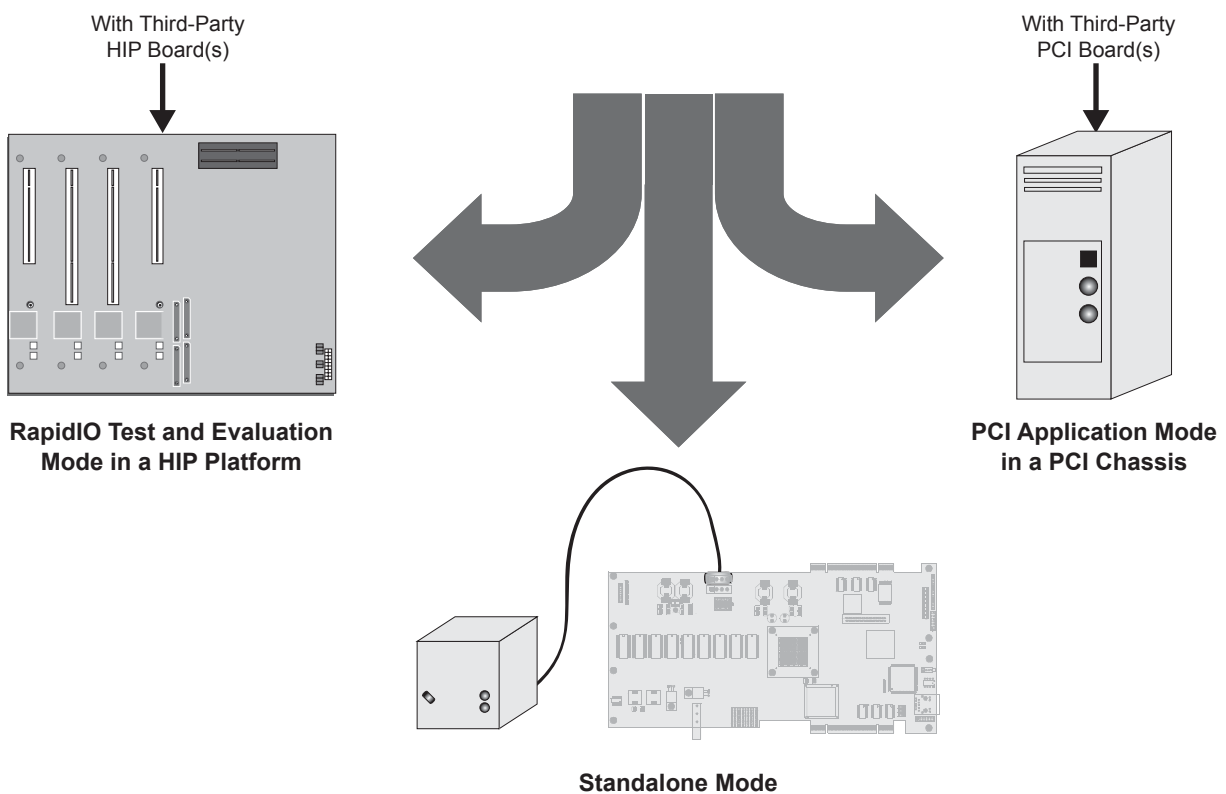 With Third-Party
HIP Board(s)
With Third-Party
PCI Board(s)
RapidIO Test and Evaluation
Mode in a HIP Platform
PCI Application Mode
in a PCI Chassis
Standalone Mode